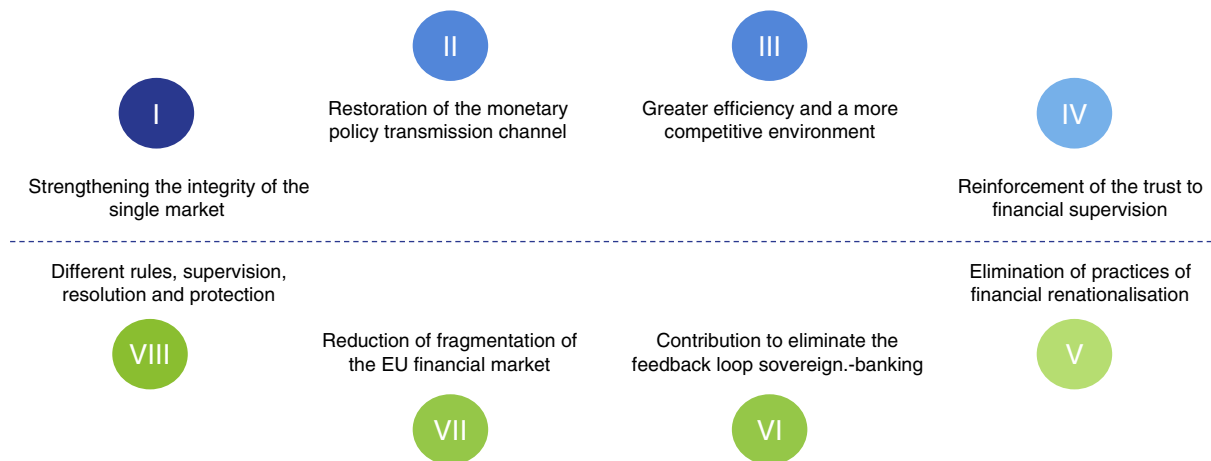 I
Strengthening the integrity of the
single market
II
Restoration of the monetary
policy transmission channel
III
Greater efficiency and a more
competitive environment
IV
Reinforcement of the trust to
financial supervision
Different rules, supervision,
resolution and protection
VIII
Reduction of fragmentation of
the EU financial market
VII
Contribution to eliminate the
feedback loop sovereign.-banking
VI
Elimination of practices of
financial renationalisation
V